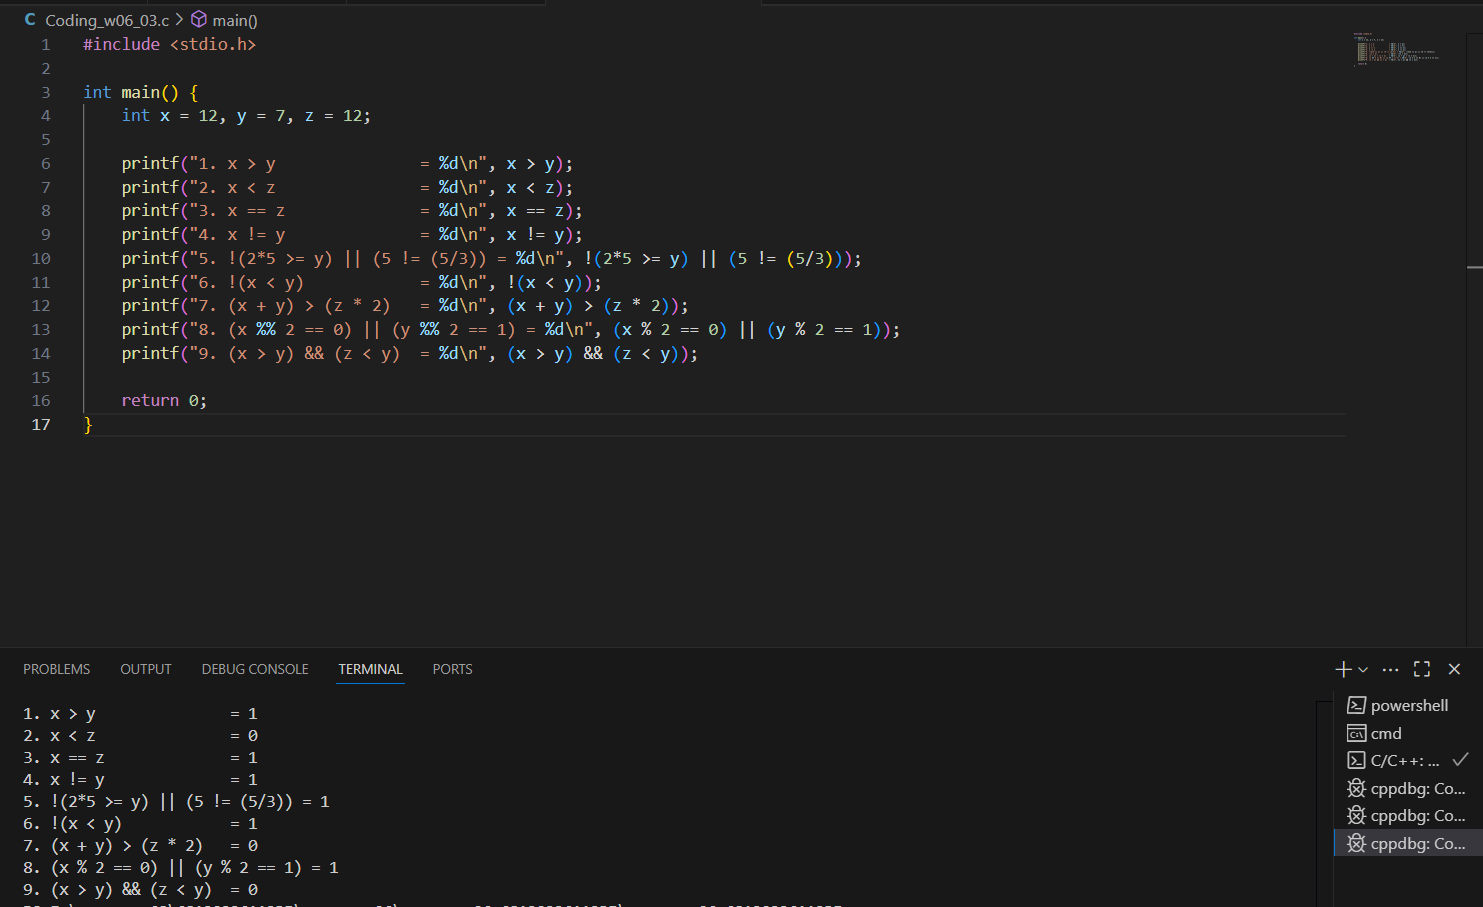 C Coding_w06_03.c > main()
1 #include <stdio.h>
2
3 int main() {
4     int x = 12, y = 7, z = 12;
5
6     printf("1. x > y               = %d\n", x > y);
7     printf("2. x < z               = %d\n", x < z);
8     printf("3. x == z              = %d\n", x == z);
9     printf("4. x != y              = %d\n", x != y);
10     printf("5. !(2*5 >= y) || (5 != (5/3)) = %d\n", !(2*5 >= y) || (5 != (5/3)));
11     printf("6. !(x < y)            = %d\n", !(x < y));
12     printf("7. (x + y) > (z * 2)   = %d\n", (x + y) > (z * 2));
13     printf("8. (x %% 2 == 0) || (y %% 2 == 1) = %d\n", (x % 2 == 0) || (y % 2 == 1));
14     printf("9. (x > y) && (z < y)  = %d\n", (x > y) && (z < y));
15
16     return 0;
17 }
PROBLEMS OUTPUT DEBUG CONSOLE TERMINAL PORTS
1. x > y               = 1
2. x < z               = 0
3. x == z              = 1
4. x != y              = 1
5. !(2*5 >= y) || (5 != (5/3)) = 1
6. !(x < y)            = 1
7. (x + y) > (z * 2)   = 0
8. (x % 2 == 0) || (y % 2 == 1) = 1
9. (x > y) && (z < y)  = 0
powershell
cmd
C/C++: ...
cppdbg: Co...
cppdbg: Co...
cppdbg: Co...